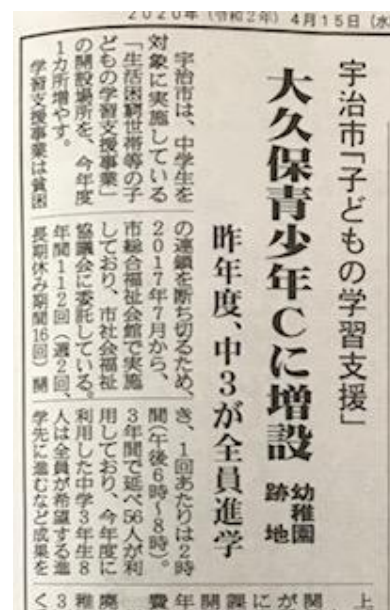 2020年(令和2年)4月15日(水
宇治市「子どもの学習支援」
大久保青少年Cに増設
幼稚園
跡地
昨年度、中3が全員進学
宇治市は、中学生を
対象に実施している
「生活困窮世帯等の子
どもの学習支援事業」
の開設場所を、今年度
1カ所増やす。
学習支援事業は貧困
の連鎖を断ち切るため、
2017年7月から、
市総合福祉会館で実施
しており、市社会福祉
協議会に委託している。
年間112回(週2回、
長期休み期間16回)開
き、1回あたりは2時
間(午後6時〜8時)。
3年間で延べ56人が利
用しており、今年度に
利用した中学3年生8
人は全員が希望する進
学先に進むなど成果を
上
開
が
に
課
開
年
費
廃
稚
3
く